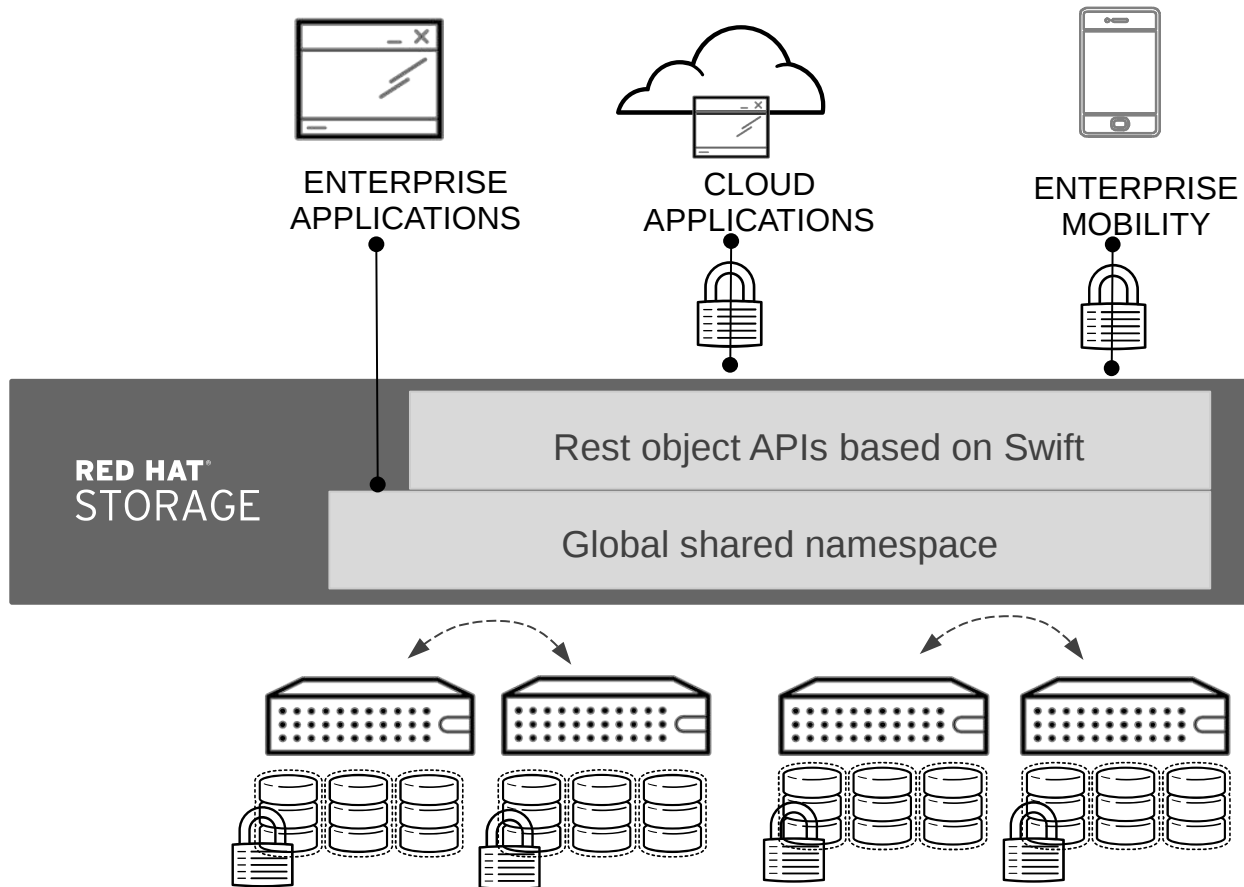 ENTERPRISE
APPLICATIONS
CLOUD
APPLICATIONS
ENTERPRISE
MOBILITY
RED HAT®
STORAGE
Rest object APIs based on Swift
Global shared namespace